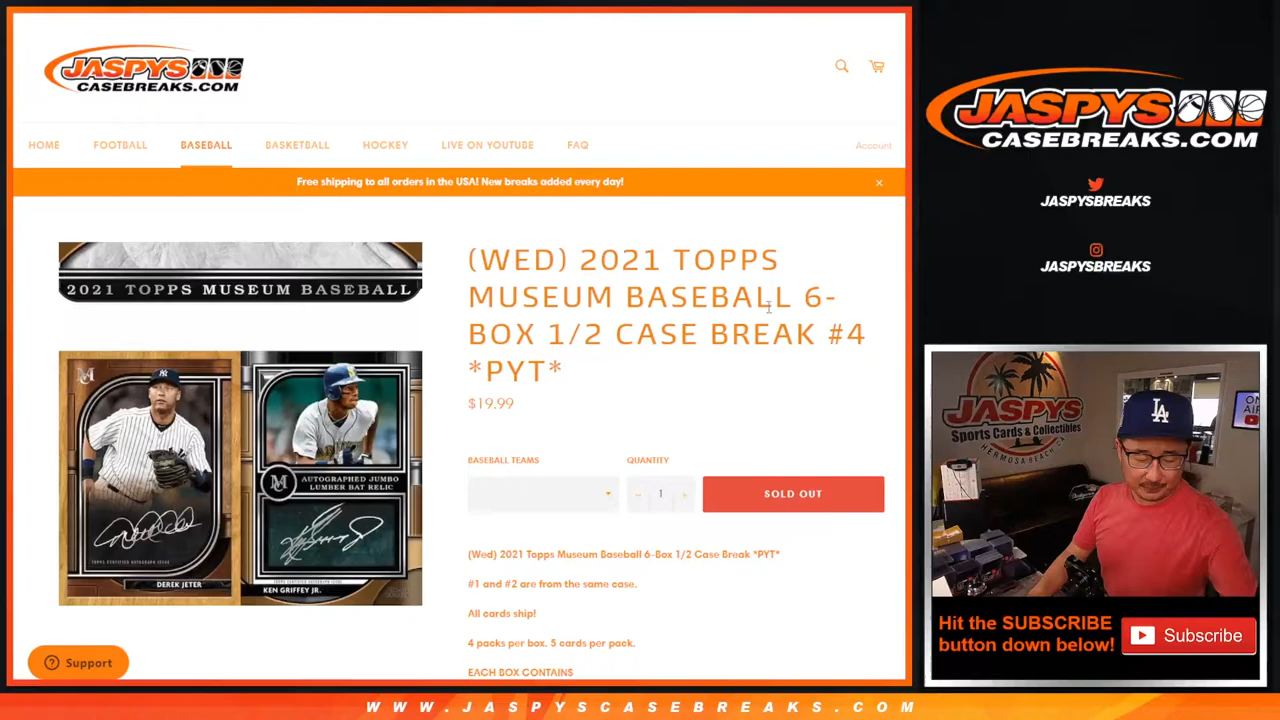 JASPYS
CASEBREAKS.COM
HOME
FOOTBALL
BASEBALL
BASKETBALL
HOCKEY
LIVE ON YOUTUBE
FAQ
Account
Free shipping to all orders in the USA! New breaks added every day!
2021 TOPPS MUSEUM BASEBALL
DEREK JETER
AUTOGRAPHED JUMBO
LUMBER BAT RELIC
KEN GRIFFEY JR.
(WED) 2021 TOPPS
MUSEUM BASEBALL 6-
BOX 1/2 CASE BREAK #4
*PYT*
$19.99
BASEBALL TEAMS
QUANTITY
1
SOLD OUT
(Wed) 2021 Topps Museum Baseball 6-Box 1/2 Case Break *PYT*
#1 and #2 are from the same case.
All cards ship!
4 packs per box. 5 cards per pack.
EACH BOX CONTAINS
Support
JASPYS
CASEBREAKS.COM
JASPYSBREAKS
JASPYSBREAKS
JASPYS
Sports Cards & Collectibles
HERMOSA BEACH
ON
AIR
LA
Hit the SUBSCRIBE
button down below!
Subscribe
WWW.JASPYSCASEBREAKS.COM